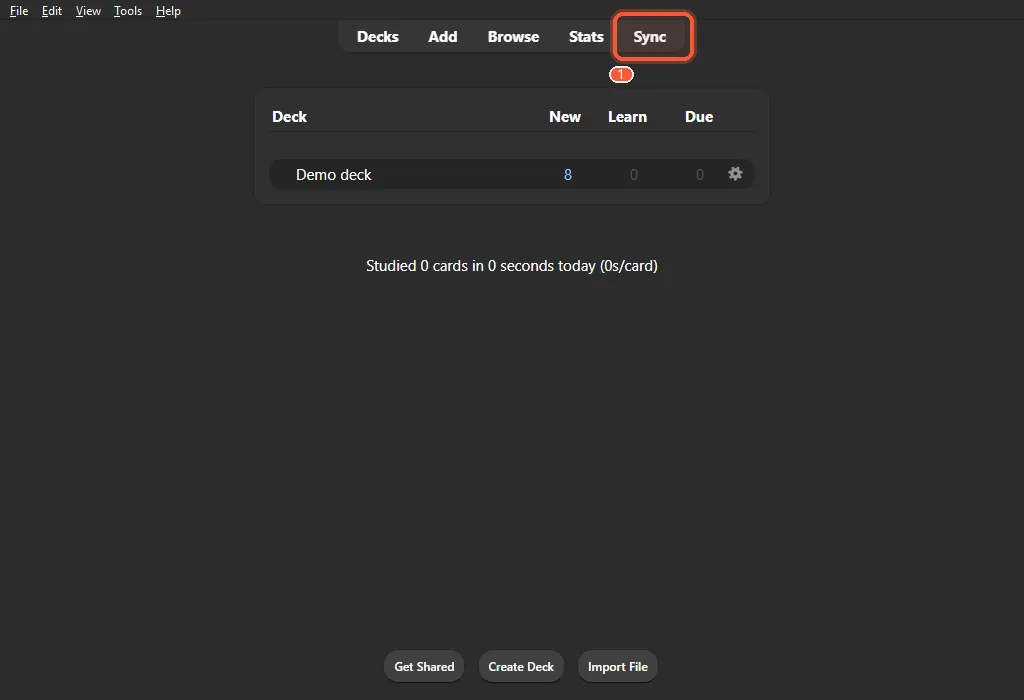 File Edit View Tools Help
Decks Add Browse Stats Sync
1
Deck New Learn Due
Demo deck 8 0 0
Studied 0 cards in 0 seconds today (0s/card)
Get Shared Create Deck Import File